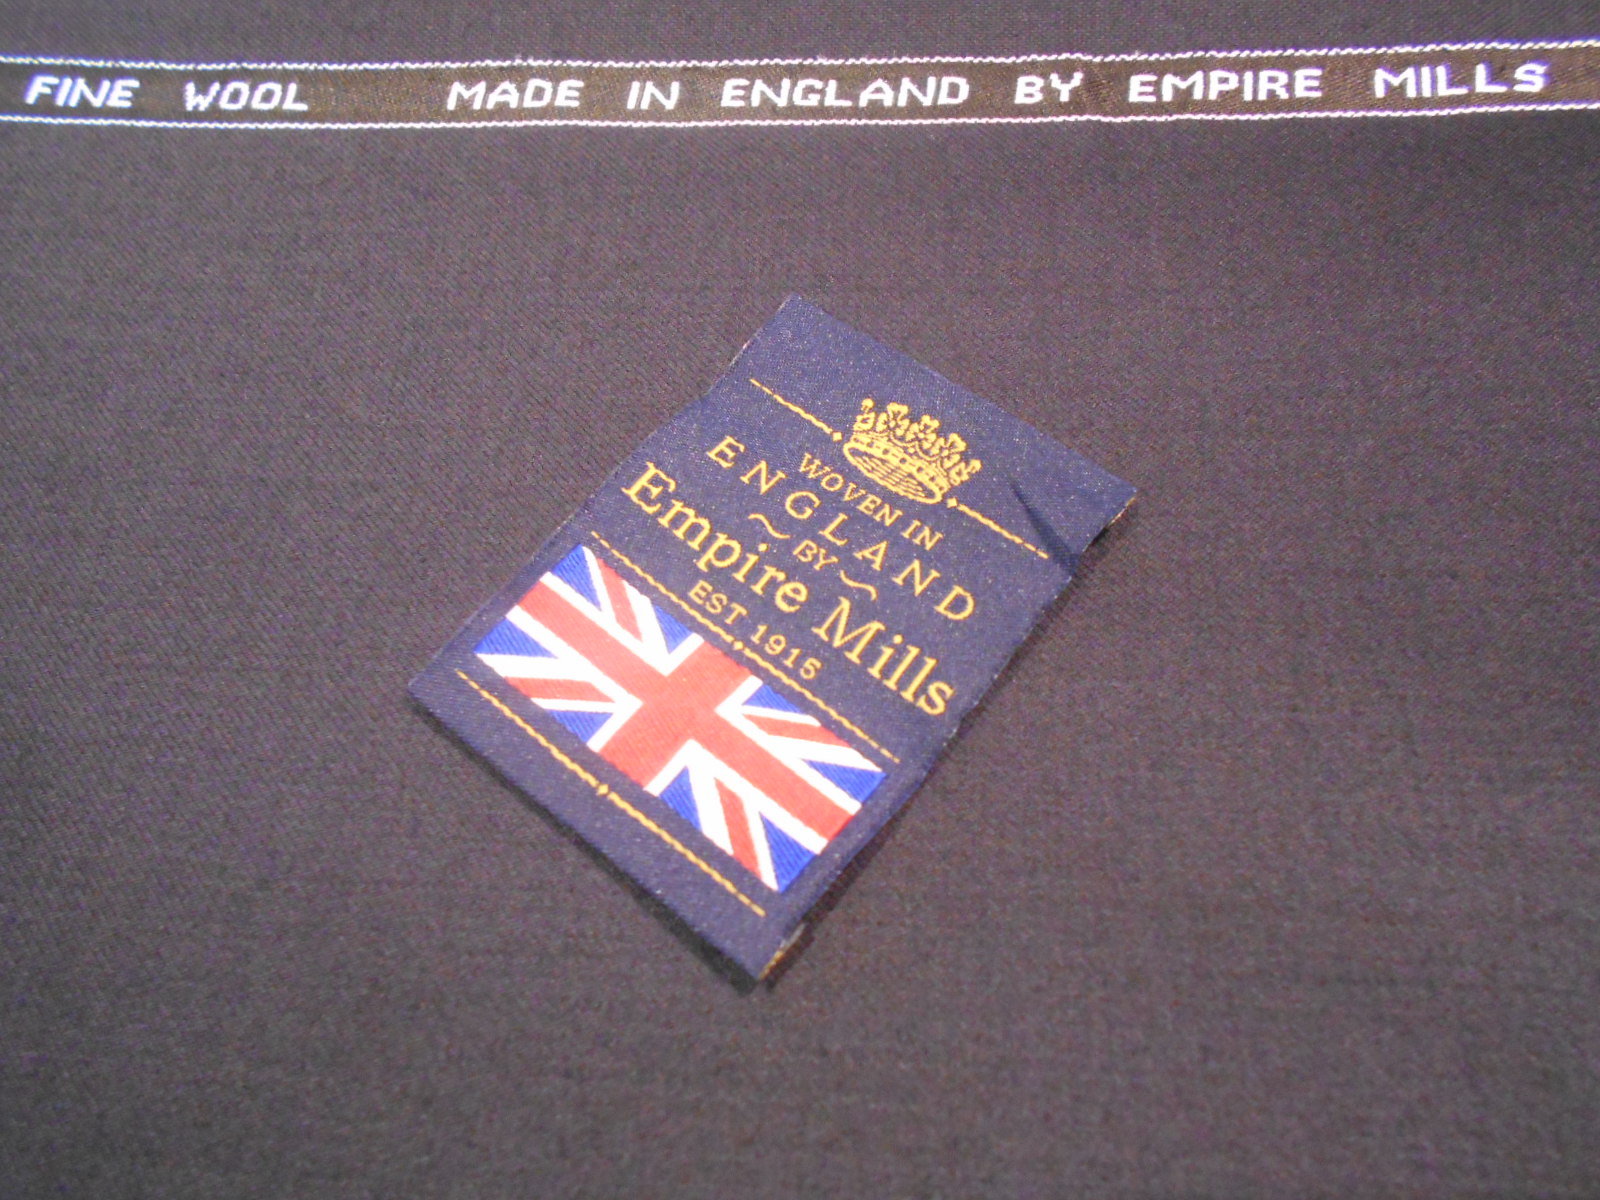 FINE WOOL MADE IN ENGLAND BY EMPIRE MILLS
WOVEN IN
ENGLAND
~ BY ~
Empire Mills
EST 1915